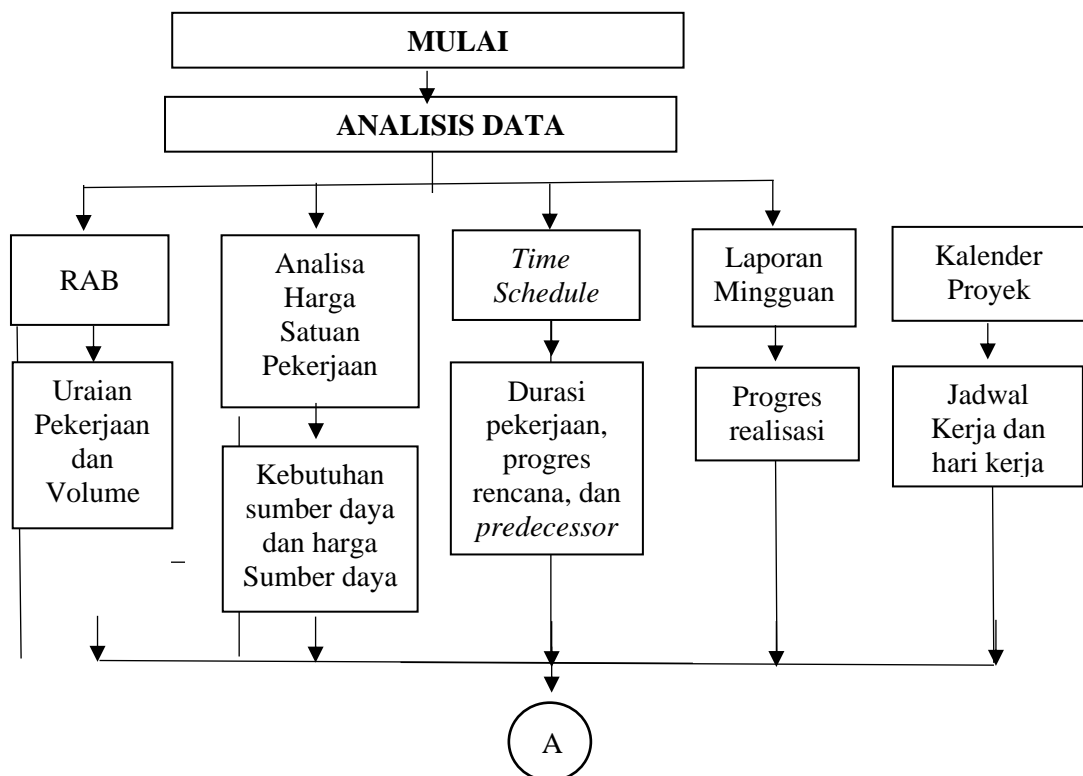 MULAI
ANALISIS DATA
RAB
Analisa
Harga
Satuan
Pekerjaan
Time
Schedule
Laporan
Mingguan
Kalender
Proyek
Uraian
Pekerjaan
dan
Volume
Kebutuhan
sumber daya
dan harga
Sumber daya
Durasi
pekerjaan,
progres
rencana, dan
predecessor
Progres
realisasi
Jadwal
Kerja dan
hari kerja
A